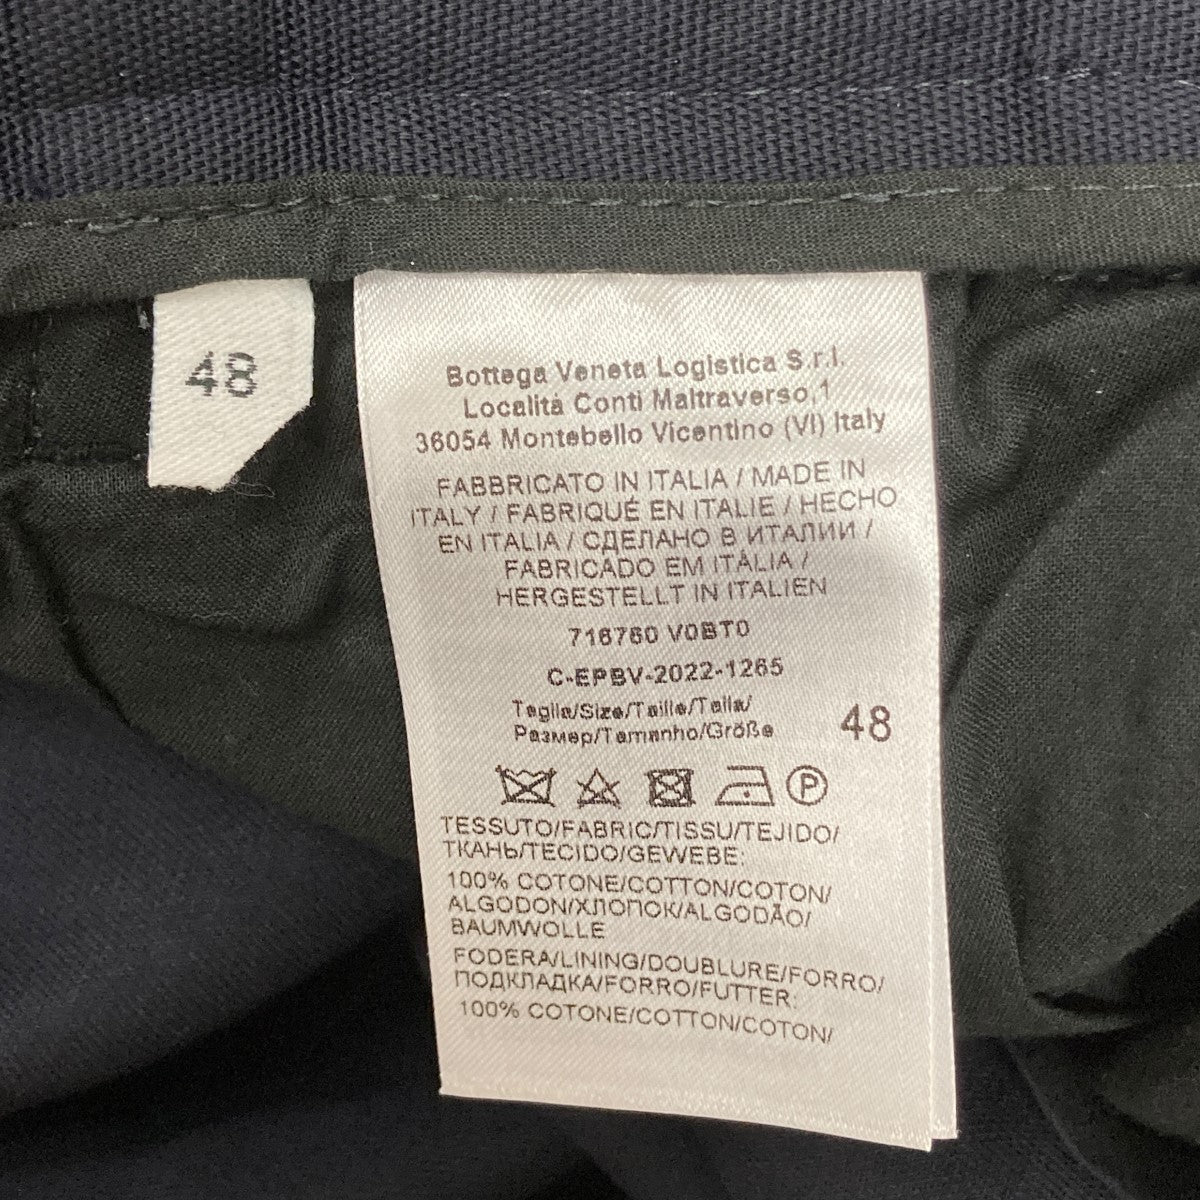 48
Bottega Veneta Logistica S.r.l.
Località Conti Maltraverso,1
36054 Montebello Vicentino (VI) Italy
FABBRICATO IN ITALIA / MADE IN
ITALY / FABRIQUÉ EN ITALIE / HECHO
EN ITALIA / СДЕЛАНО В ИТАЛИИ /
FABRICADO EM ITÀLIA /
HERGESTELLT IN ITALIEN
716760 V0BT0
C-EPBV-2022-1265
Taglia/Size/Taille/Talla/
Размер/Tamanho/Größe 48
P
TESSUTO/FABRIC/TISSU/TEJIDO/
ТКАНЬ/TECIDO/GEWEBE:
100% COTONE/COTTON/COTON/
ALGODON/ХЛОПОК/ALGODÃO/
BAUMWOLLE
FODERA/LINING/DOUBLURE/FORRO/
ПОДКЛАДКА/FORRO/FUTTER:
100% COTONE/COTTON/COTON/